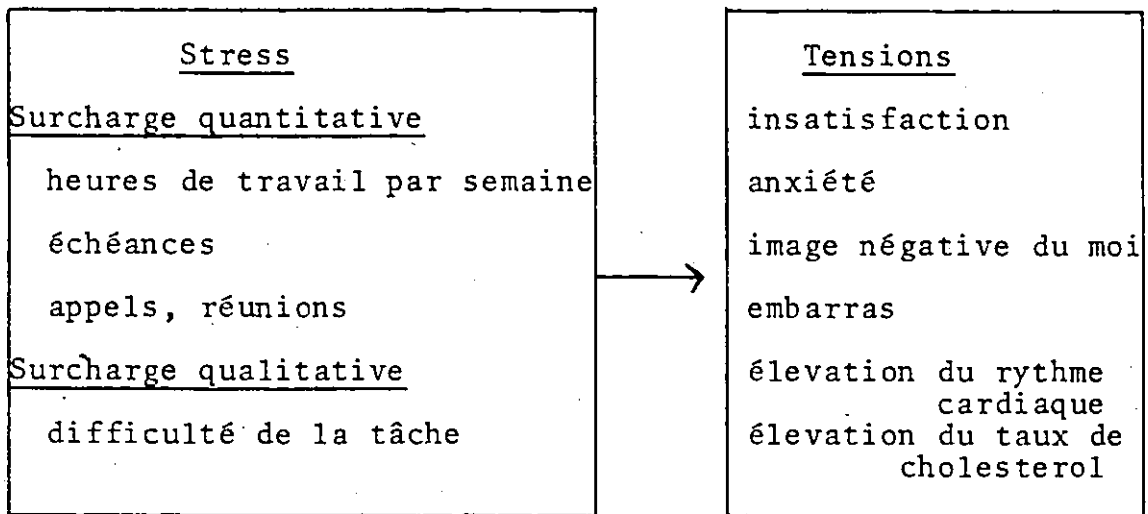 Stress
Surcharge quantitative
heures de travail par semaine
échéances
appels, réunions
Surcharge qualitative
difficulté de la tâche
Tensions
insatisfaction
anxiété
image négative du moi
embarras
élevation du rythme
cardiaque
élevation du taux de
cholesterol